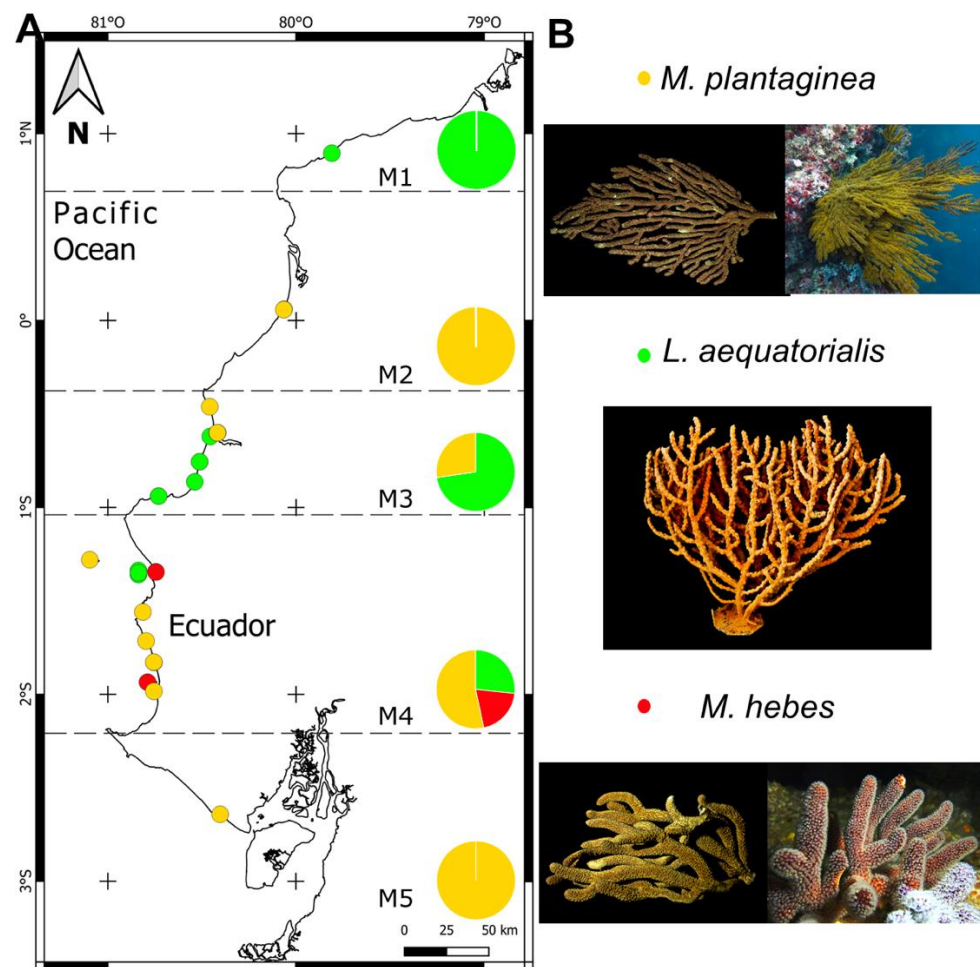 A
81°O
80°O
79°O
B
N
1°N
0°
1°S
2°S
3°S
Pacific
Ocean
Ecuador
M1
M2
M3
M4
M5
0
25
50 km
M. plantaginea
L. aequatorialis
M. hebes